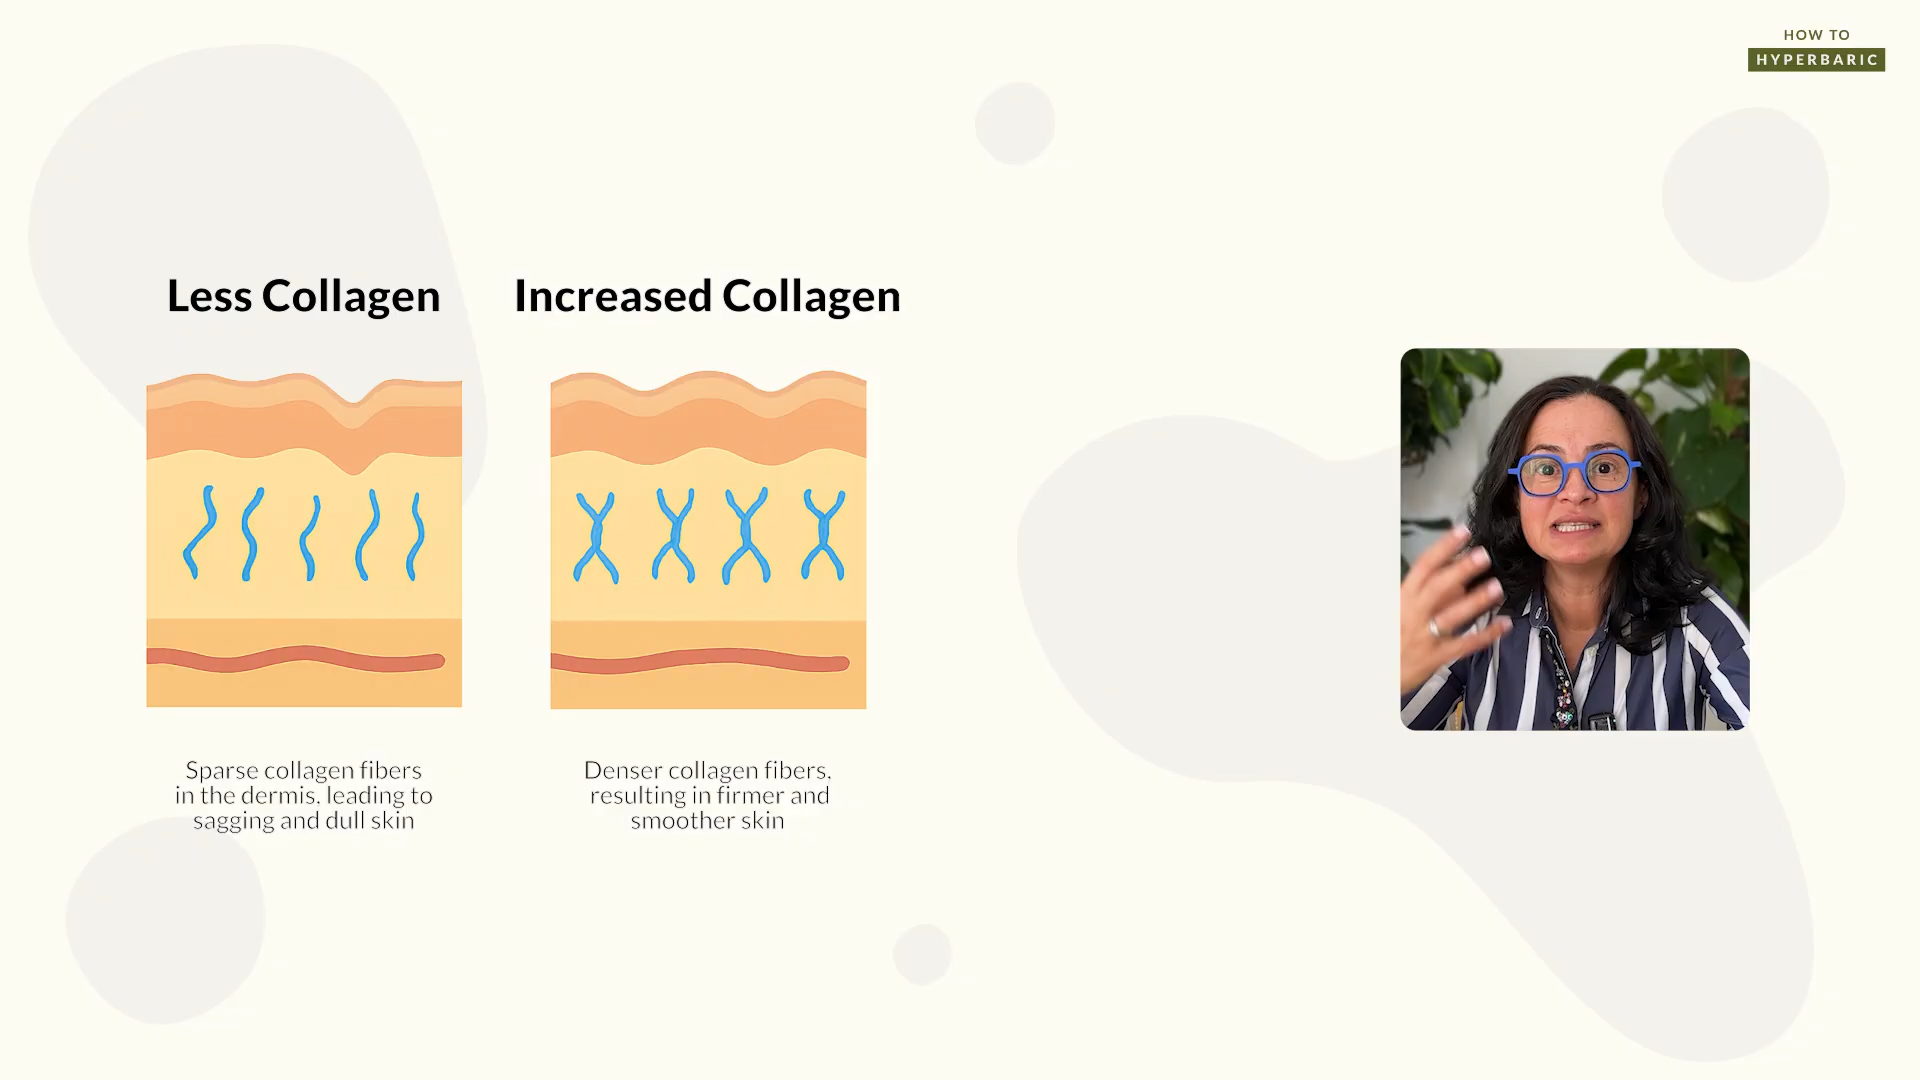 HOW TO
HYPERBARIC
Less Collagen
Increased Collagen
Sparse collagen fibers
in the dermis, leading to
sagging and dull skin
Denser collagen fibers,
resulting in firmer and
smoother skin